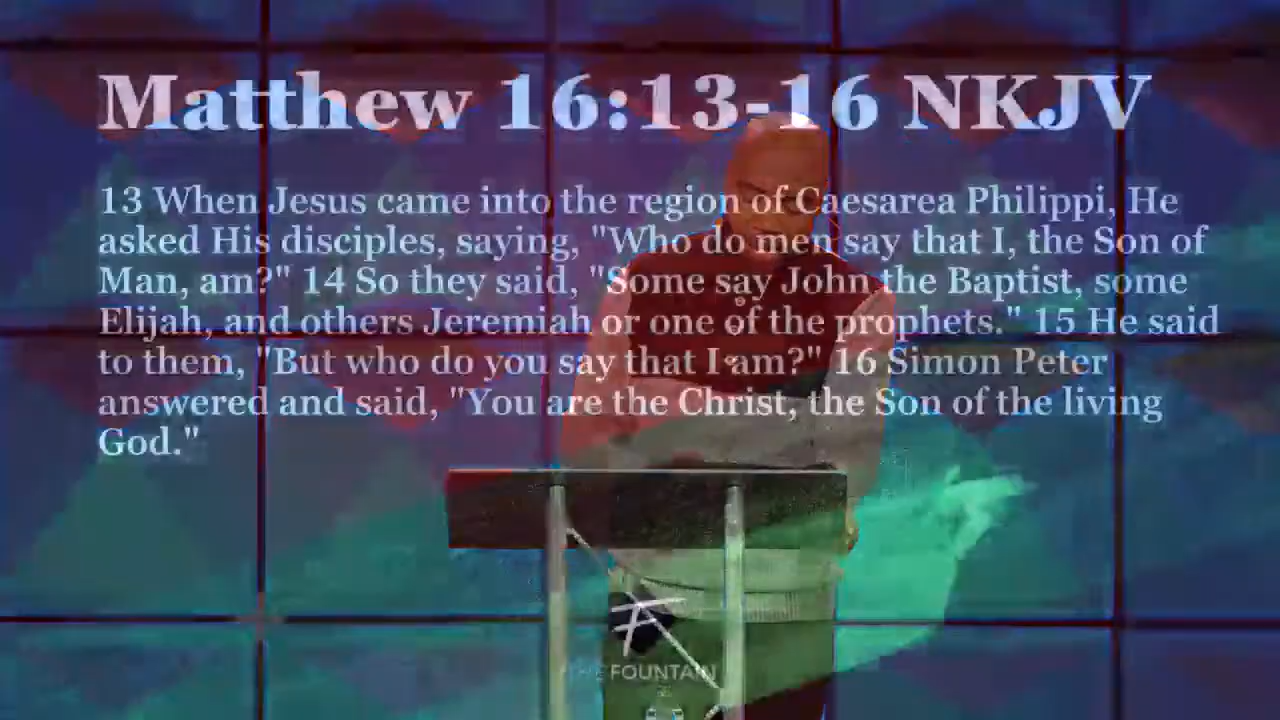 Matthew 16:13-16 NKJV
13 When Jesus came into the region of Caesarea Philippi, He
asked His disciples, saying, "Who do men say that I, the Son of
Man, am?" 14 So they said, "Some say John the Baptist, some
Elijah, and others Jeremiah or one of the prophets." 15 He said
to them, "But who do you say that I am?" 16 Simon Peter
answered and said, "You are the Christ, the Son of the living
God."
THE FOUNTAIN